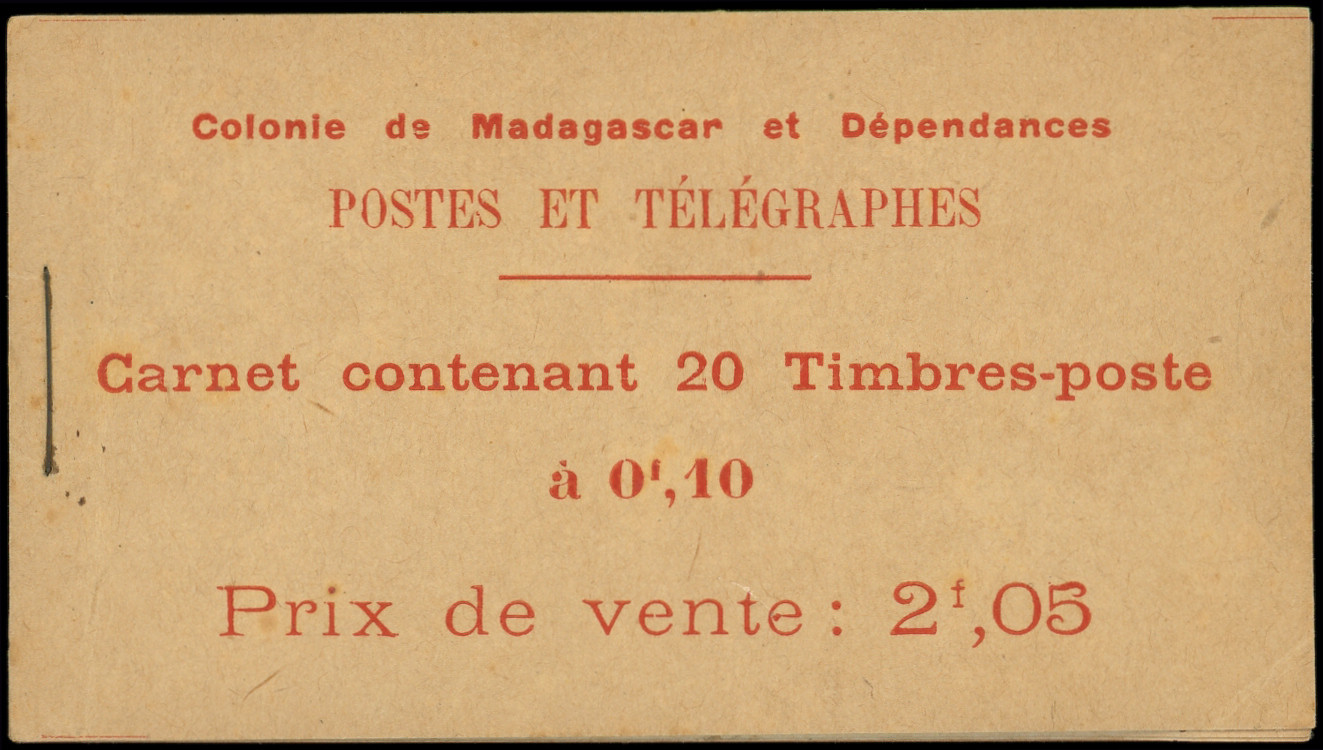 Colonie de Madagascar et Dépendances
POSTES ET TÉLÉGRAPHES
Carnet contenant 20 Timbres-poste
à 0f,10
Prix de vente : 2f,05